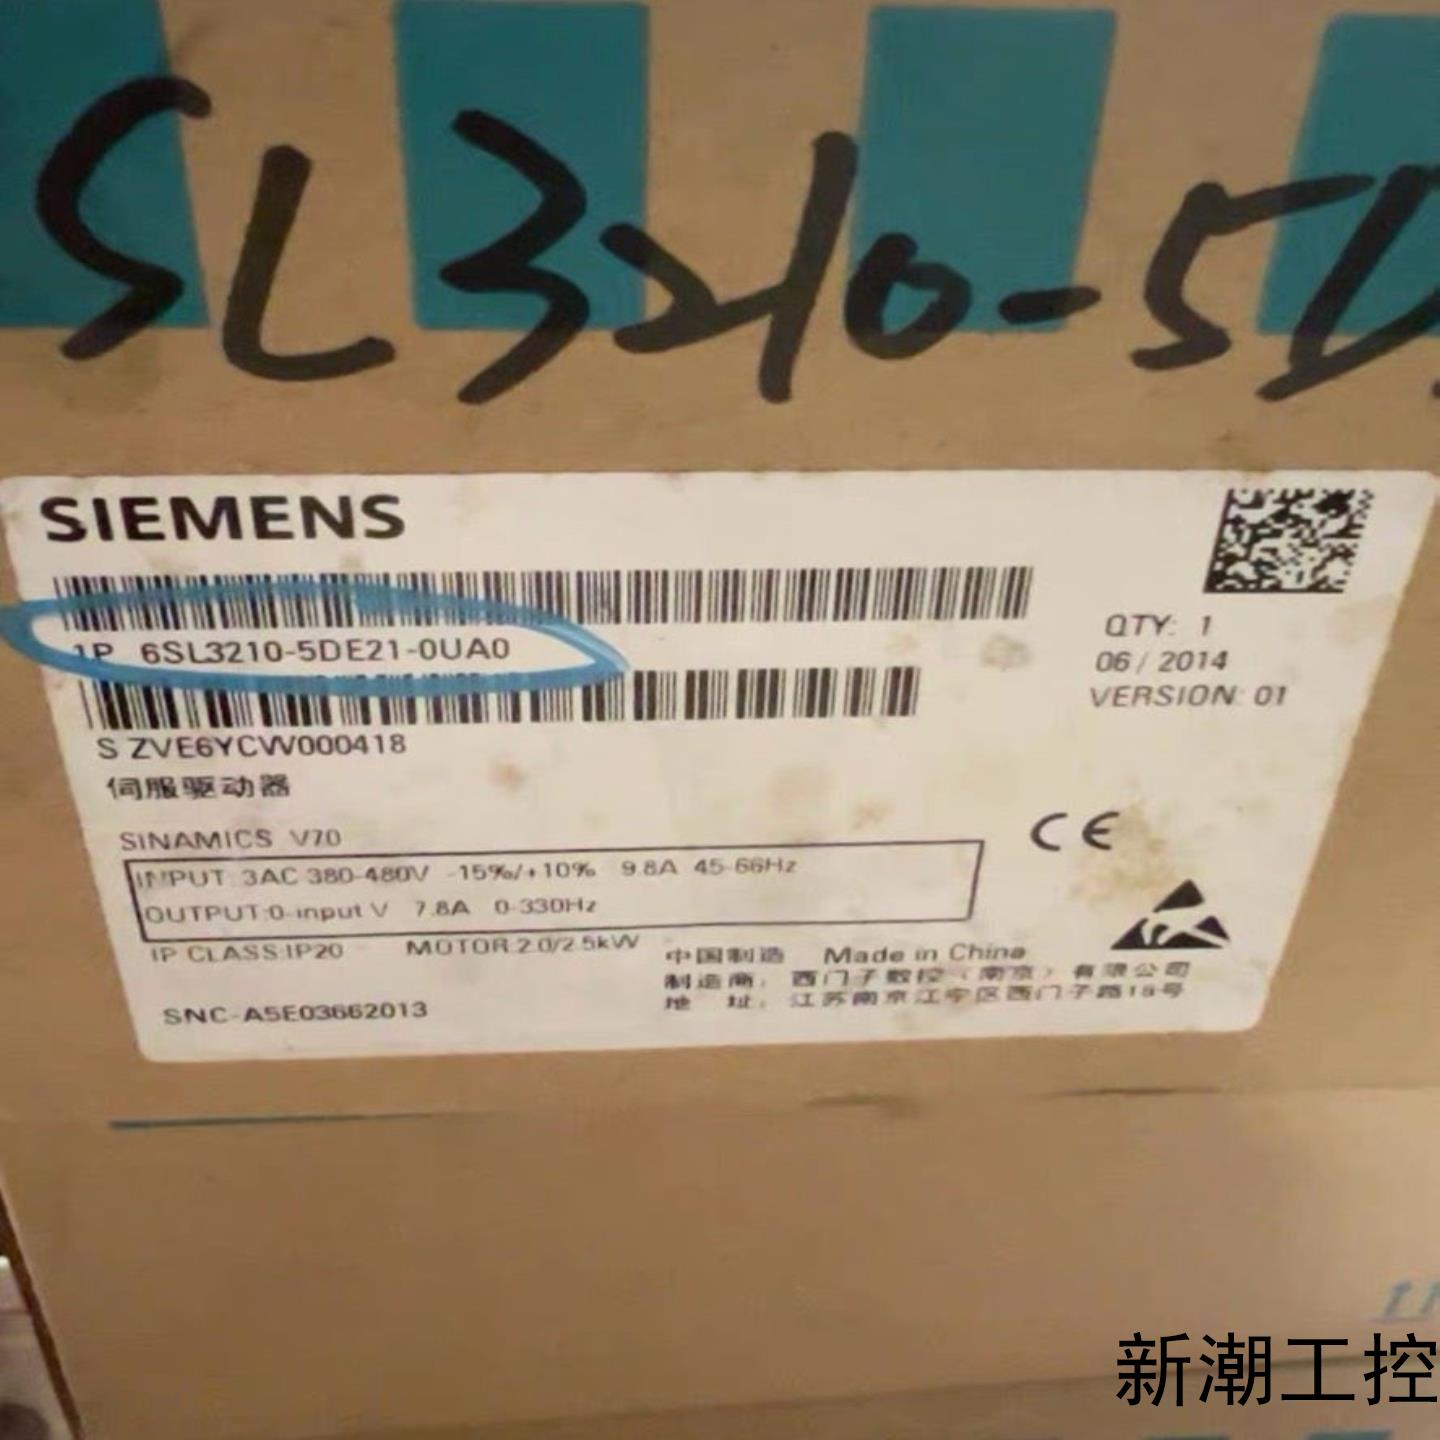 SL3210-5D
SIEMENS
1P 6SL3210-5DE21-0UA0
S ZVE6YCW000418
伺服驱动器
QTY: 1
06/2014
VERSION: 01
SINAMICS V70
INPUT: 3AC 380-480V -15%/+10% 9.8A 45-66Hz
OUTPUT:0-input V 7.8A 0-330Hz
IP CLASS:IP20 MOTOR:2.0/2.5kW
CE
中国制造 Made in China
制造商: 西门子数控(南京)有限公司
地 址: 江苏南京江宁区西门子路18号
SNC-A5E03662013
新潮工控